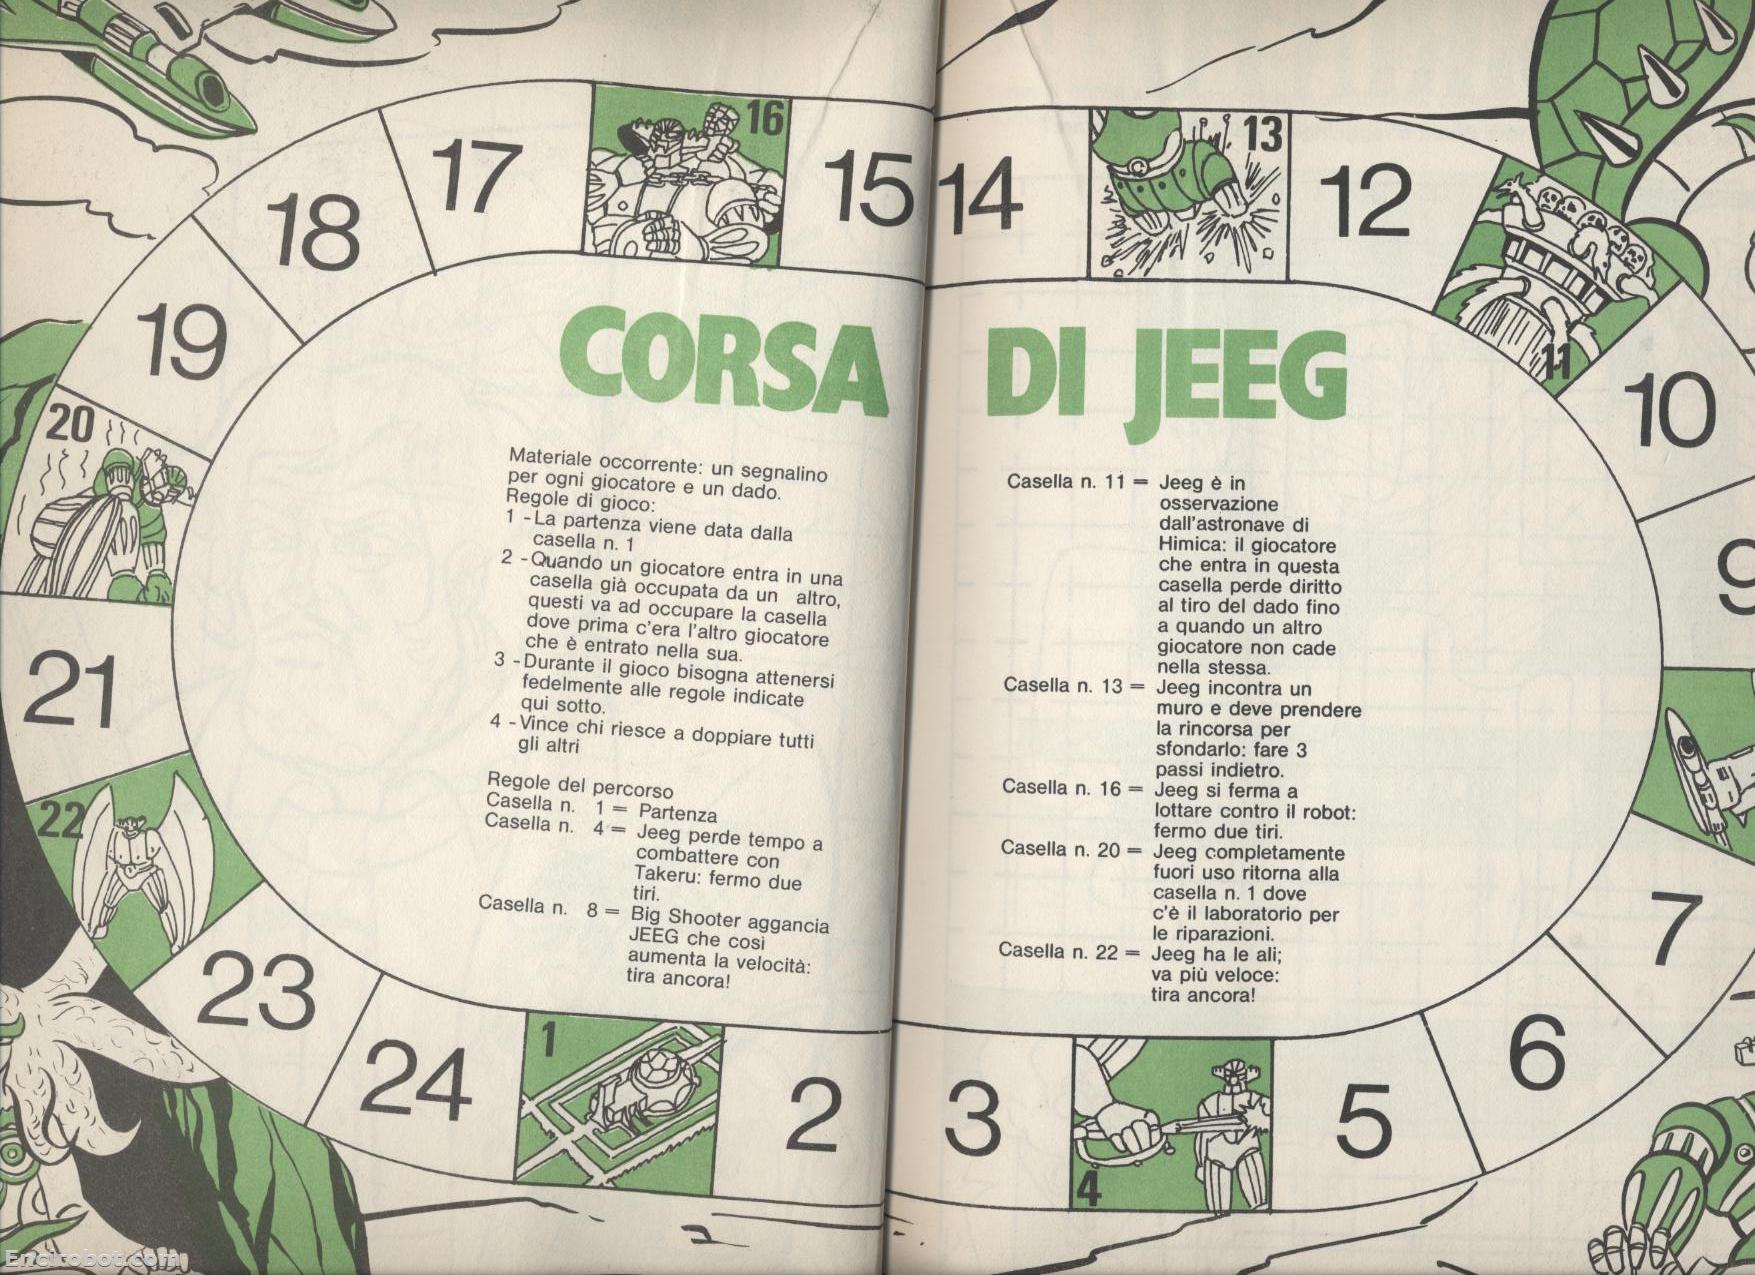 CORSA DI JEEG
Materiale occorrente: un segnalino
per ogni giocatore e un dado.
Regole di gioco:
1 - La partenza viene data dalla
casella n. 1
2 - Quando un giocatore entra in una
casella già occupata da un altro,
questi va ad occupare la casella
dove prima c'era l'altro giocatore
che è entrato nella sua.
3 - Durante il gioco bisogna attenersi
fedelmente alle regole indicate
qui sotto.
4 - Vince chi riesce a doppiare tutti
gli altri
Regole del percorso
Casella n. 1 = Partenza
Casella n. 4 = Jeeg perde tempo a
combattere con
Takeru: fermo due
tiri.
Casella n. 8 = Big Shooter aggancia
JEEG che cosi
aumenta la velocità:
tira ancora!
Casella n. 11 = Jeeg è in
osservazione
dall'astronave di
Himica: il giocatore
che entra in questa
casella perde diritto
al tiro del dado fino
a quando un altro
giocatore non cade
nella stessa.
Casella n. 13 = Jeeg incontra un
muro e deve prendere
la rincorsa per
sfondarlo: fare 3
passi indietro.
Casella n. 16 = Jeeg si ferma a
lottare contro il robot:
fermo due tiri.
Casella n. 20 = Jeeg completamente
fuori uso ritorna alla
casella n. 1 dove
c'è il laboratorio per
le riparazioni.
Casella n. 22 = Jeeg ha le ali;
va più veloce:
tira ancora!
1
2
3
4
5
6
7
9
10
11
12
13
14
15
16
17
18
19
20
21
22
23
24
Encirobot.com